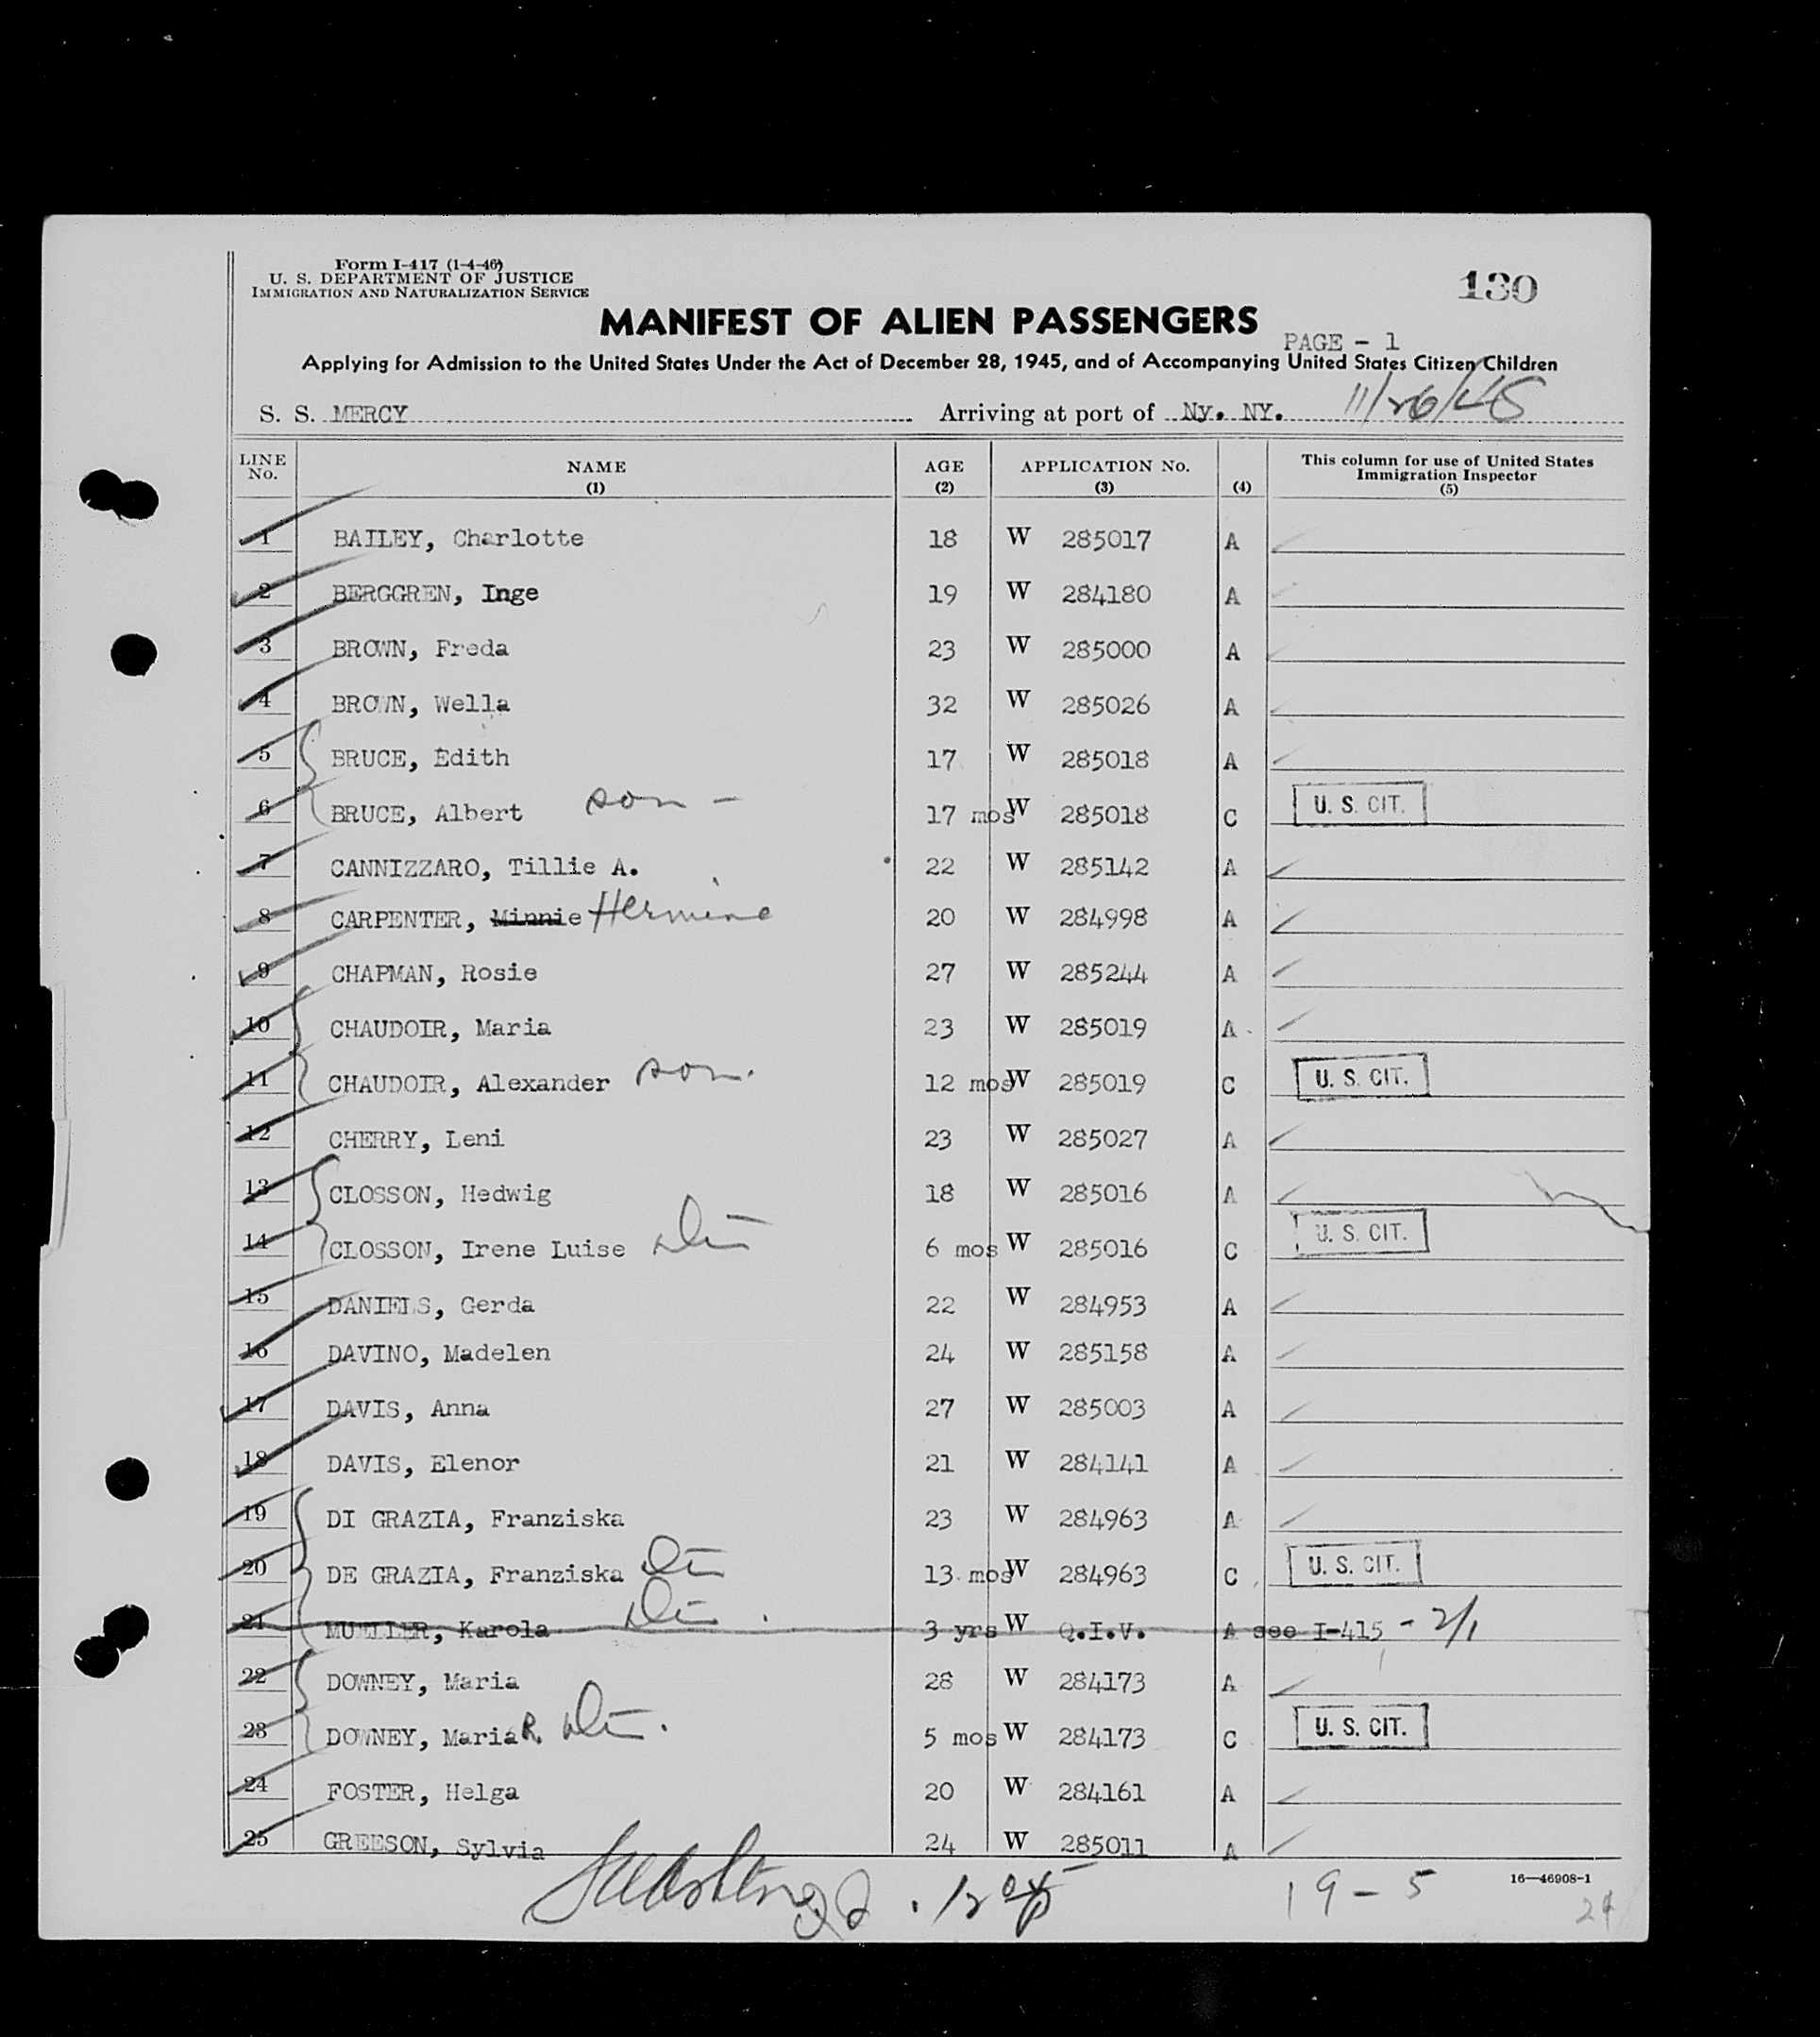 Form I-417 (1-4-46)
U. S. DEPARTMENT OF JUSTICE
IMMIGRATION AND NATURALIZATION SERVICE
130
MANIFEST OF ALIEN PASSENGERS
PAGE - 1
Applying for Admission to the United States Under the Act of December 28, 1945, and of Accompanying United States Citizen Children
S. S. MERCY Arriving at port of Ny. NY. 11/26/48
LINE No. NAME (1) AGE (2) APPLICATION No. (3) (4) This column for use of United States Immigration Inspector (5)
1 BAILEY, Charlotte 18 W 285017 A
2 BERGGREN, Inge 19 W 284180 A
3 BROWN, Freda 23 W 285000 A
4 BROWN, Wella 32 W 285026 A
5 BRUCE, Edith 17 W 285018 A
6 BRUCE, Albert son - 17 mos W 285018 C U. S. CIT.
7 CANNIZZARO, Tillie A. 22 W 285142 A
8 CARPENTER, Minnie Hermine 20 W 284998 A
9 CHAPMAN, Rosie 27 W 285244 A
10 CHAUDOIR, Maria 23 W 285019 A
11 CHAUDOIR, Alexander son. 12 mos W 285019 C U. S. CIT.
12 CHERRY, Leni 23 W 285027 A
13 CLOSSON, Hedwig 18 W 285016 A
14 CLOSSON, Irene Luise 6 mos W 285016 C U. S. CIT.
15 DANIELS, Gerda 22 W 284953 A
16 DAVINO, Madelen 24 W 285158 A
17 DAVIS, Anna 27 W 285003 A
18 DAVIS, Elenor 21 W 284141 A
19 DI GRAZIA, Franziska 23 W 284963 A
20 DE GRAZIA, Franziska 13 mos W 284963 C U. S. CIT.
21 MUELLER, Karola 3 yrs W Q.I.V. A see I-415 - 2/1
22 DOWNEY, Maria 28 W 284173 A
23 DOWNEY, Maria R. 5 mos W 284173 C U. S. CIT.
24 FOSTER, Helga 20 W 284161 A
25 GREESON, Sylvia 24 W 285011 A
19 - 5
16—46908-1
24